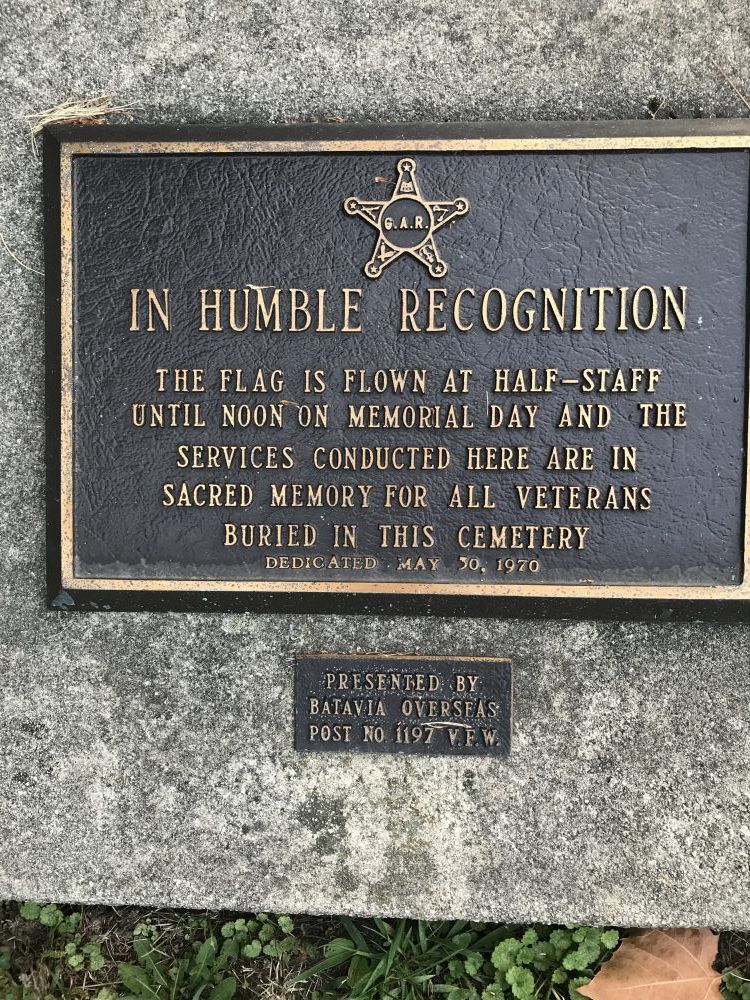 G.A.R.
IN HUMBLE RECOGNITION
THE FLAG IS FLOWN AT HALF-STAFF
UNTIL NOON ON MEMORIAL DAY AND THE
SERVICES CONDUCTED HERE ARE IN
SACRED MEMORY FOR ALL VETERANS
BURIED IN THIS CEMETERY
DEDICATED MAY 30, 1970
PRESENTED BY
BATAVIA OVERSEAS
POST NO. 1197 V.F.W.